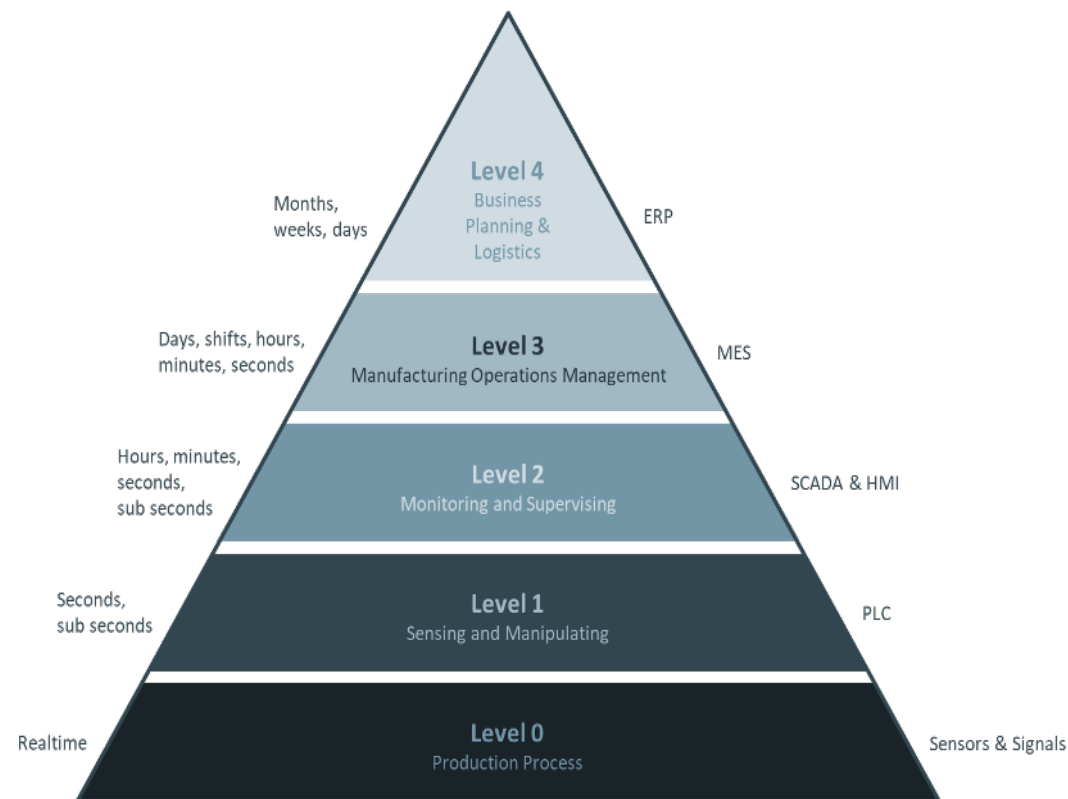 Level 4
Business
Planning &
Logistics
Months,
weeks, days
ERP
Days, shifts, hours,
minutes, seconds
Level 3
Manufacturing Operations Management
MES
Hours, minutes,
seconds,
sub seconds
Level 2
Monitoring and Supervising
SCADA & HMI
Seconds,
sub seconds
Level 1
Sensing and Manipulating
PLC
Realtime
Level 0
Production Process
Sensors & Signals